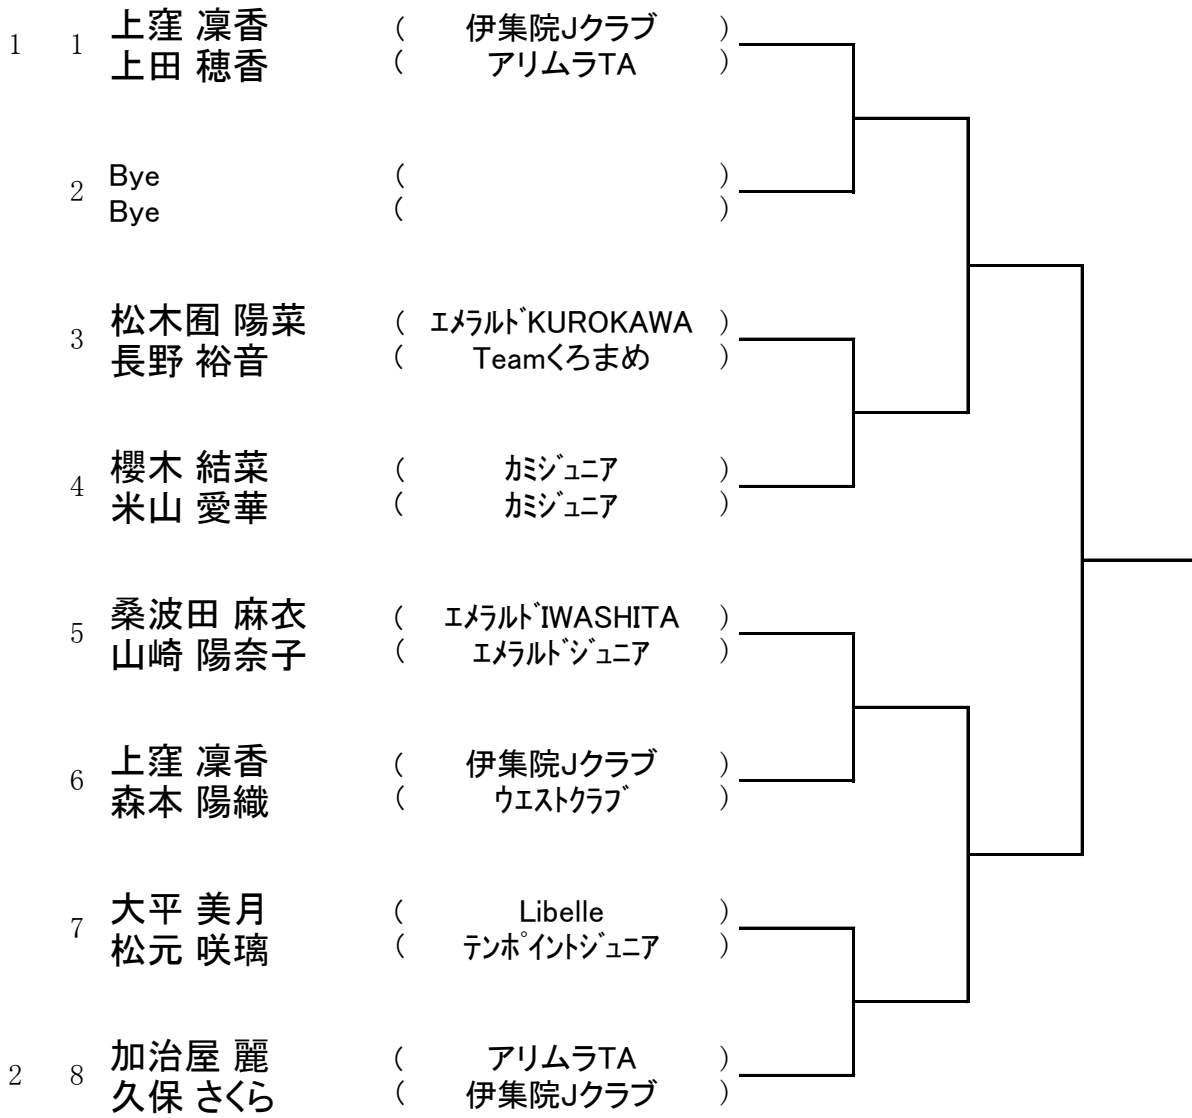 1 1 上窪 凜香 ( 伊集院Jクラブ )
上田 穂香 ( アリムラTA )
2 Bye ( )
Bye ( )
3 松木囿 陽菜 ( エメラルドKUROKAWA )
長野 裕音 ( Teamくろまめ )
4 櫻木 結菜 ( カミジュニア )
米山 愛華 ( カミジュニア )
5 桑波田 麻衣 ( エメラルドIWASHITA )
山崎 陽奈子 ( エメラルドジュニア )
6 上窪 凜香 ( 伊集院Jクラブ )
森本 陽織 ( ウエストクラブ )
7 大平 美月 ( Libelle )
松元 咲璃 ( テンポイントジュニア )
2 8 加治屋 麗 ( アリムラTA )
久保 さくら ( 伊集院Jクラブ )